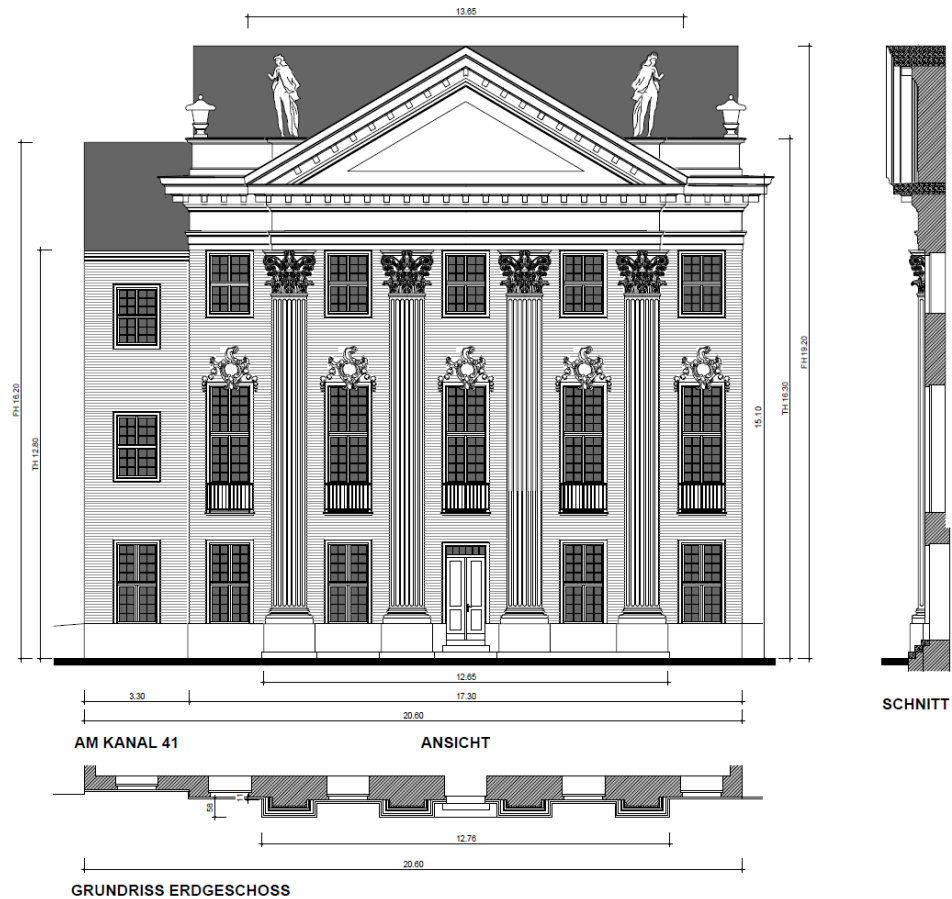 13.65
FH 16.20
TH 12.80
15.10
TH 16.30
FH 19.20
12.65
3.30
17.30
20.60
SCHNITT
AM KANAL 41
ANSICHT
58
11
12.76
20.60
GRUNDRISS ERDGESCHOSS